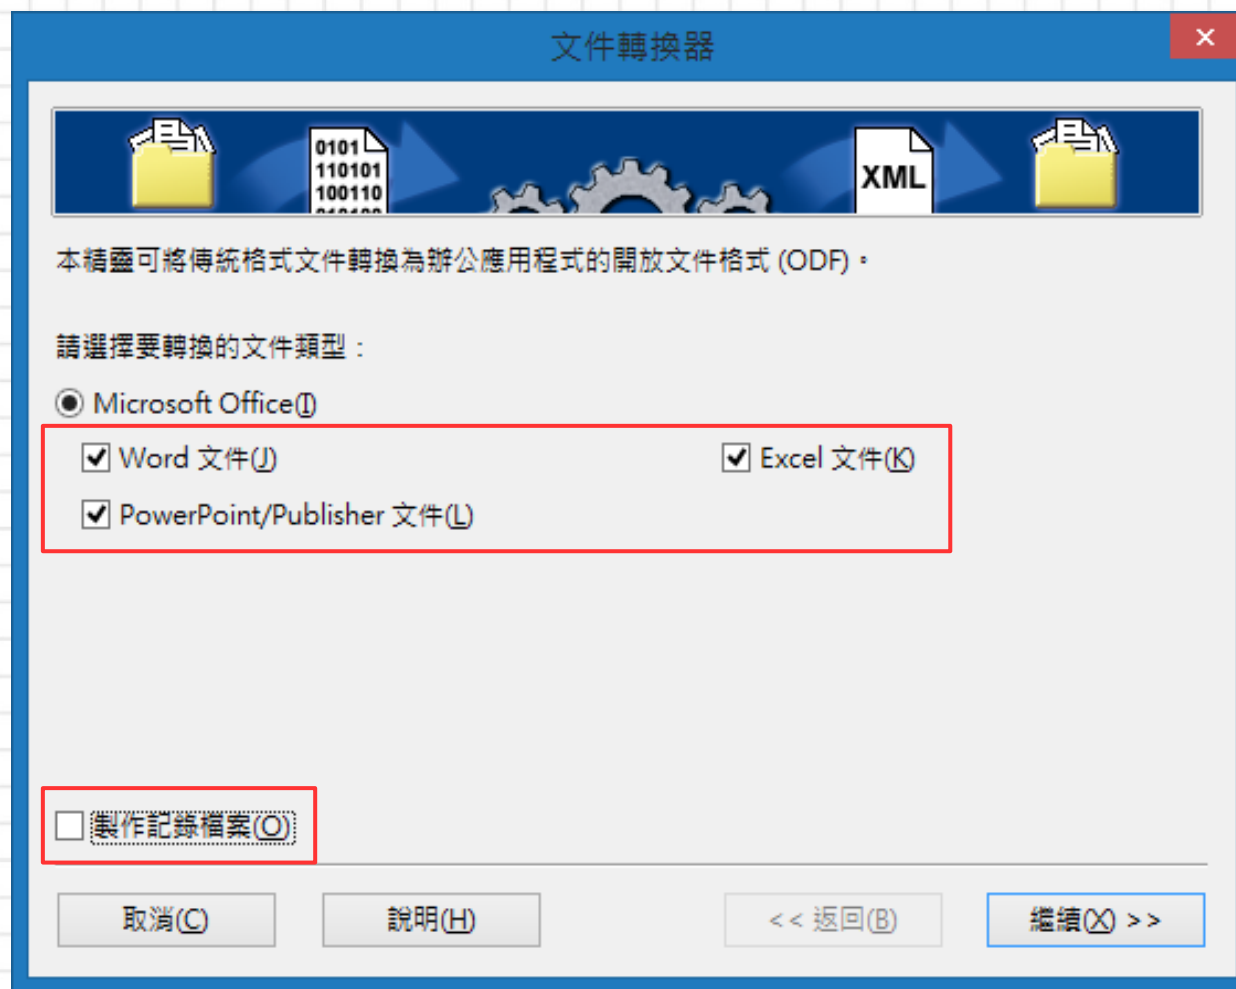 文件轉換器
0101
110101
100110
XML
本精靈可將傳統格式文件轉換為辦公應用程式的開放文件格式 (ODF)。
請選擇要轉換的文件類型：
Microsoft Office(I)
Word 文件(J)
Excel 文件(K)
PowerPoint/Publisher 文件(L)
製作記錄檔案(O)
取消(C)
說明(H)
<< 返回(B)
繼續(X) >>